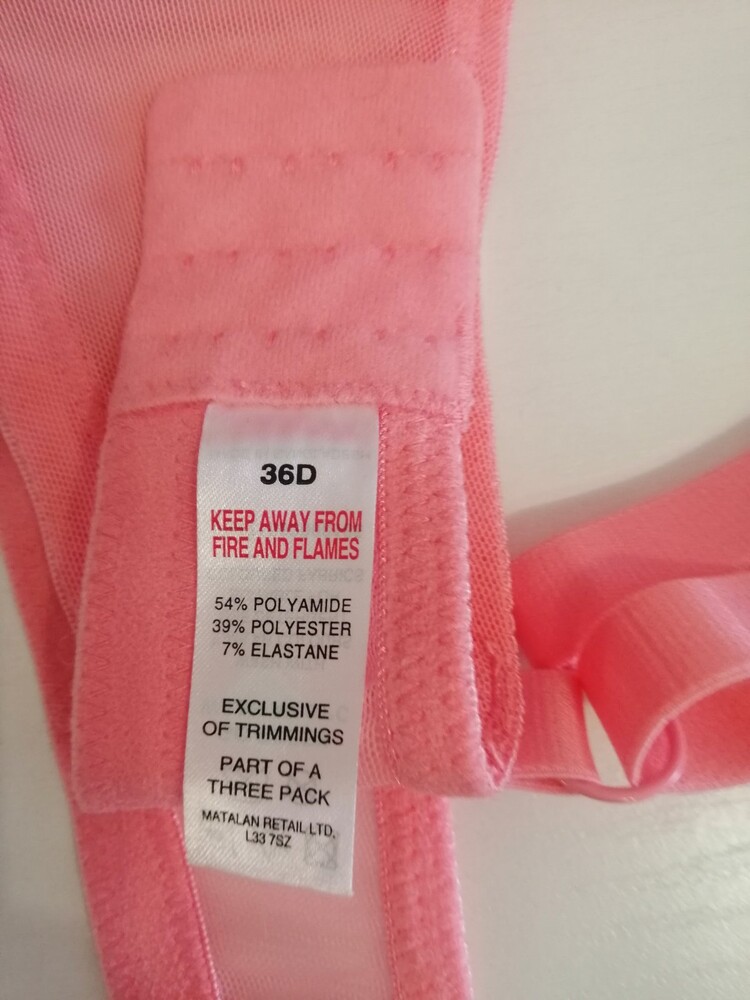 36D
KEEP AWAY FROM
FIRE AND FLAMES
54% POLYAMIDE
39% POLYESTER
7% ELASTANE
EXCLUSIVE
OF TRIMMINGS
PART OF A
THREE PACK
MATALAN RETAIL LTD.
L33 7SZ